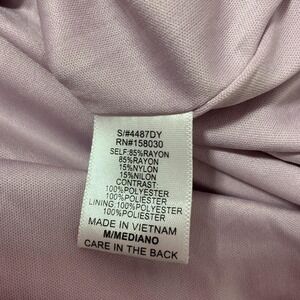 S/#4487DY
RN#158030
SELF:85%RAYON
85%RAYON
15%NYLON
15%NILON
CONTRAST:
100%POLYESTER
100%POLIESTER
LINING:100%POLYESTER
100%POLIESTER
MADE IN VIETNAM
M/MEDIANO
CARE IN THE BACK